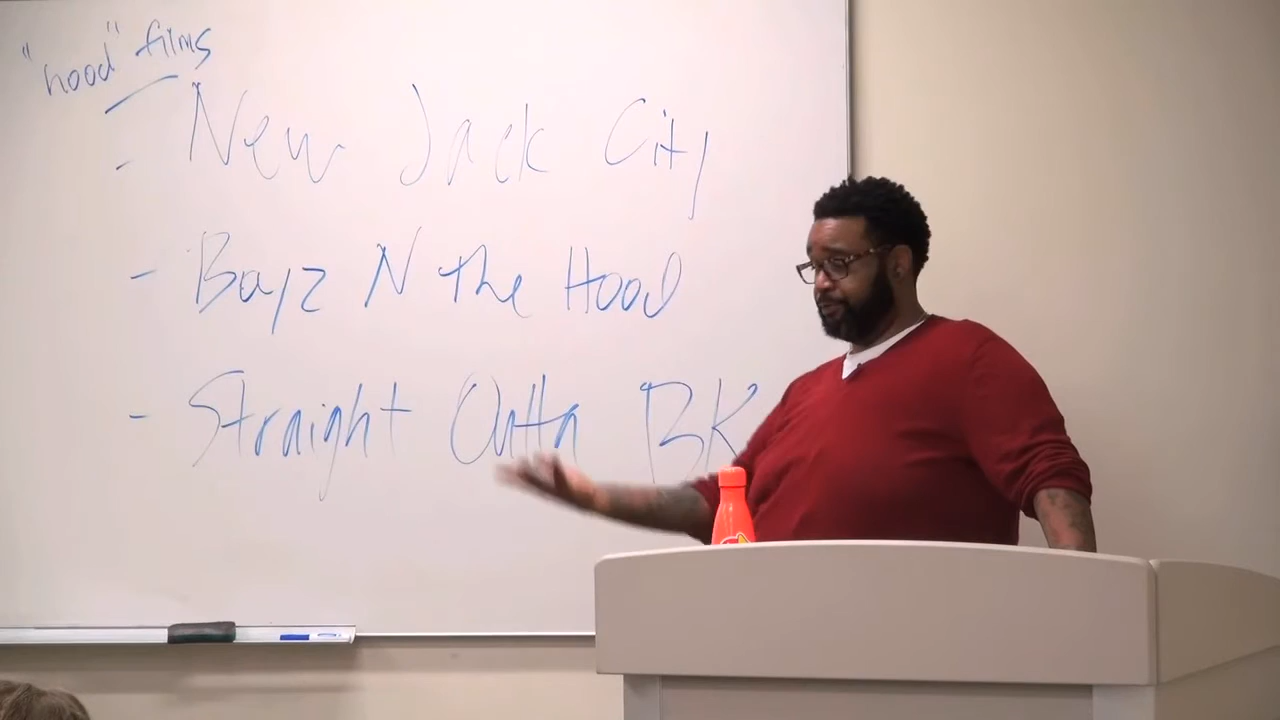 "hood" films
- New Jack City
- Boyz N the Hood
- Straight Outta BK